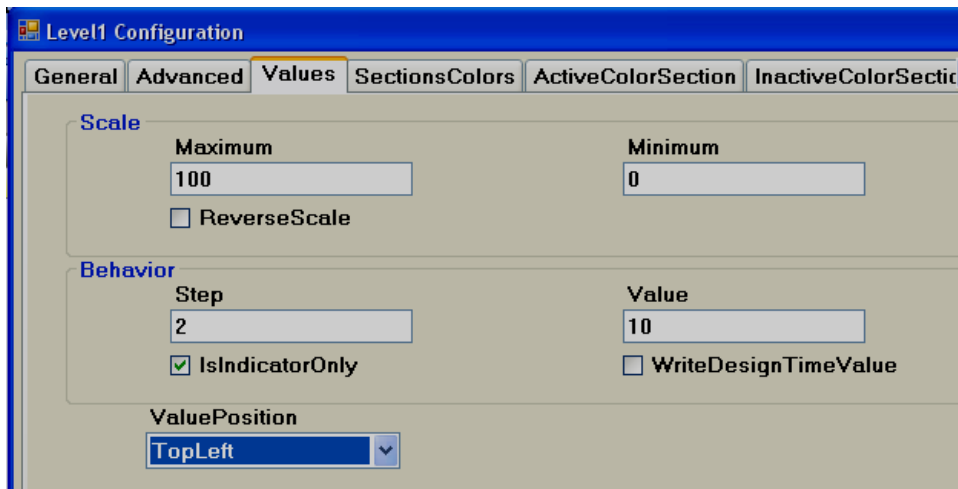 Level1 Configuration
General Advanced Values SectionsColors ActiveColorSection InactiveColorSectic
Scale
Maximum Minimum
100 0
ReverseScale
Behavior
Step Value
2 10
IsIndicatorOnly WriteDesignTimeValue
ValuePosition
TopLeft